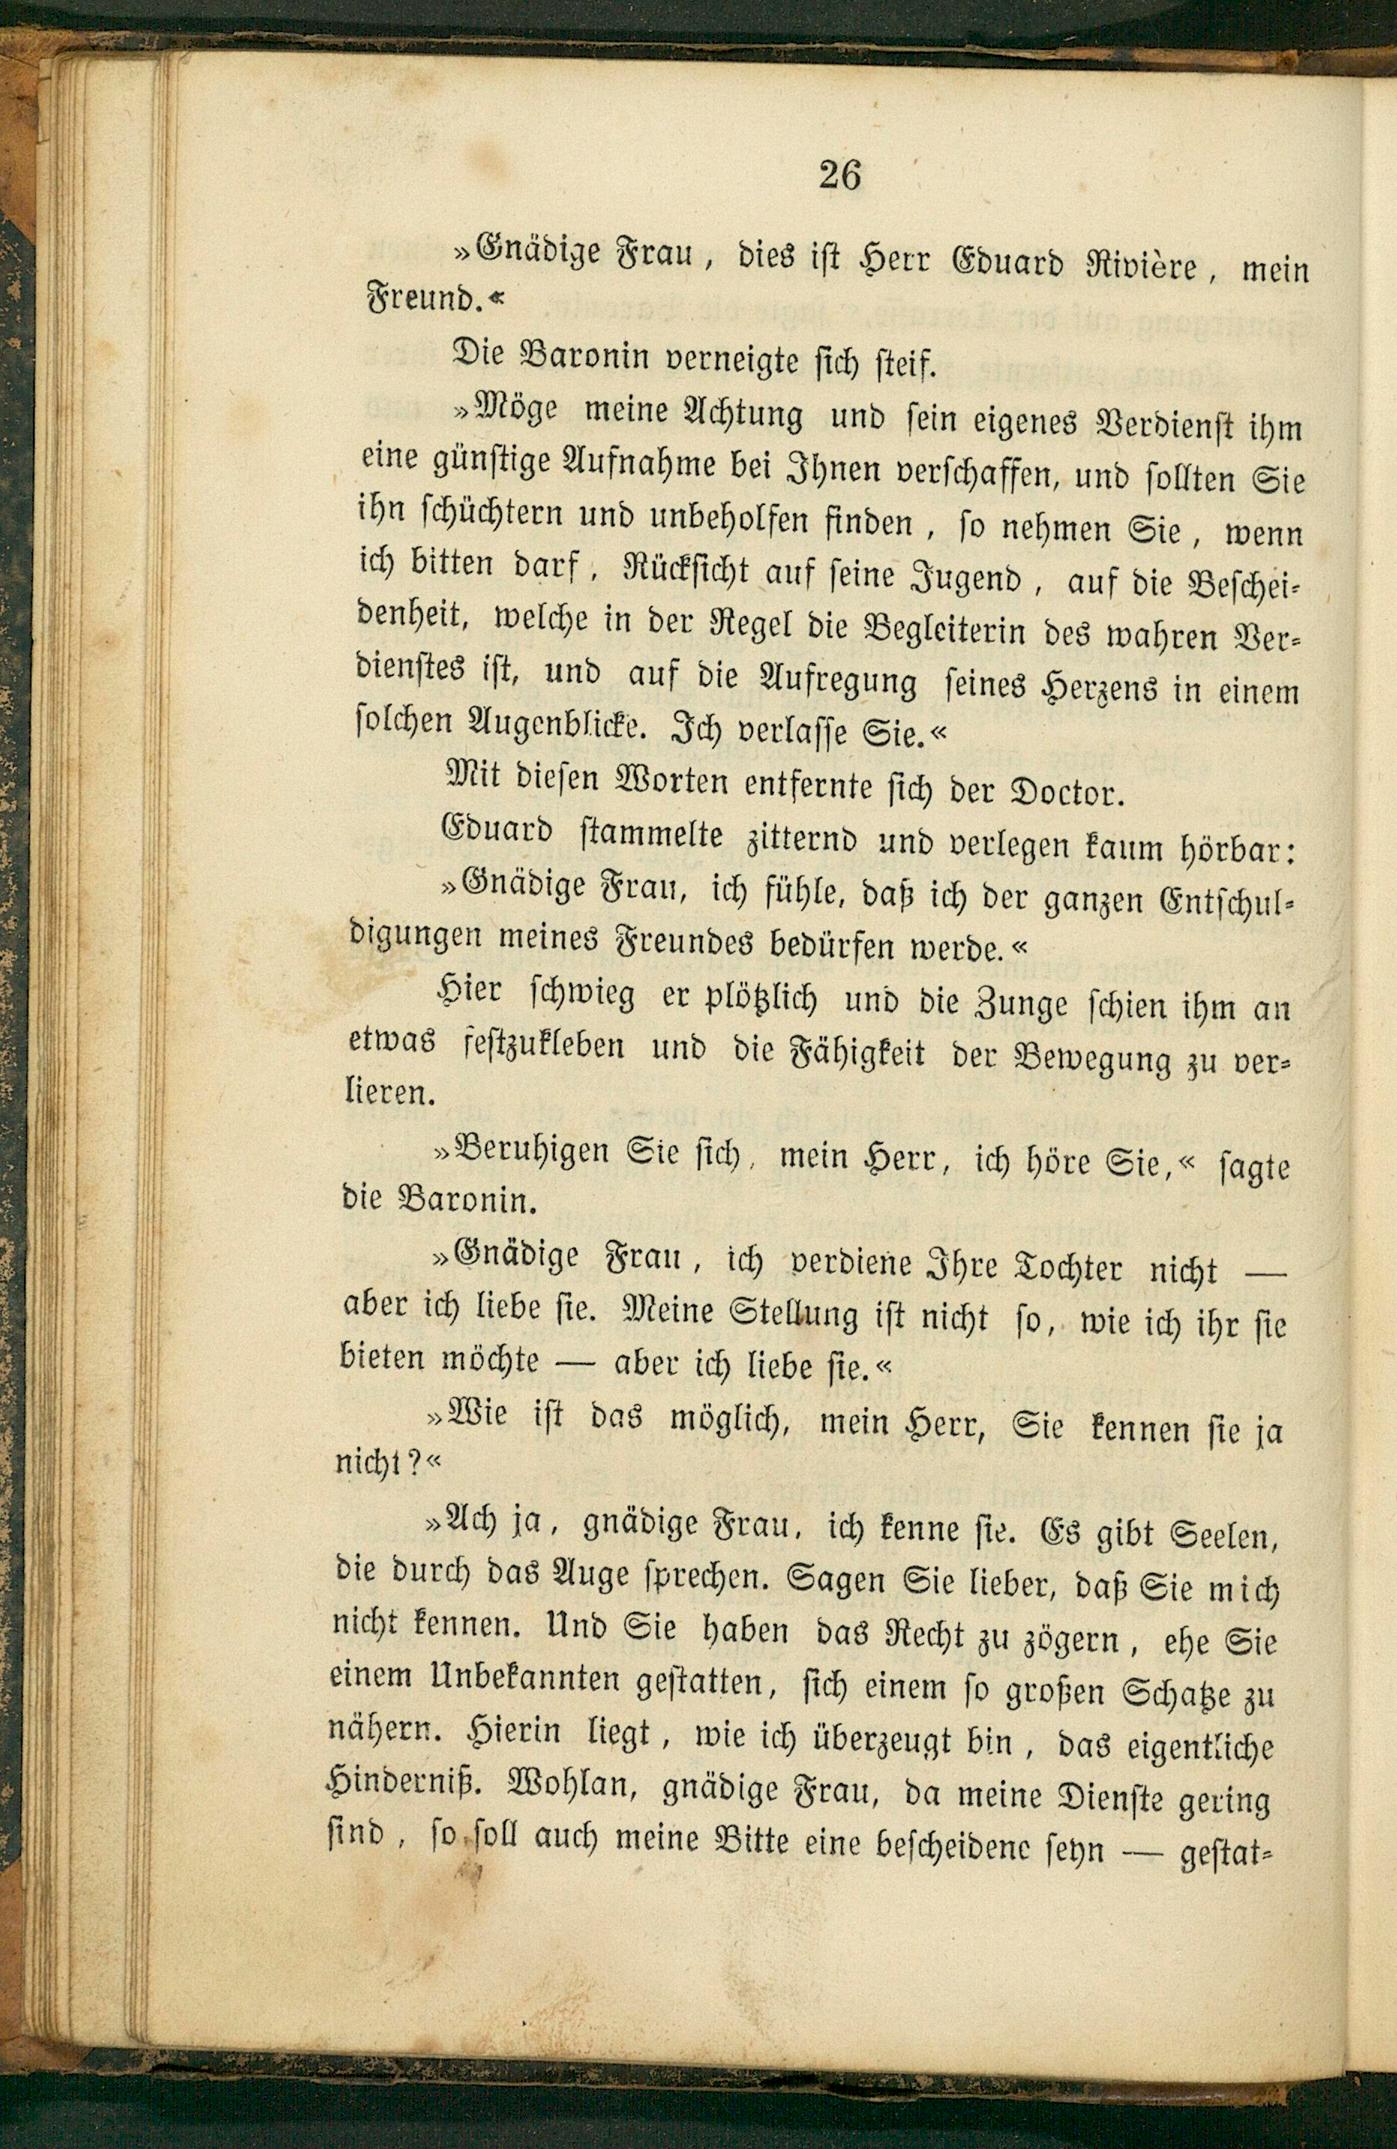 26
»Gnädige Frau, dies ist Herr Eduard Rivière, mein
Freund.«
Die Baronin verneigte sich steif.
»Möge meine Achtung und sein eigenes Verdienst ihm
eine günstige Aufnahme bei Ihnen verschaffen, und sollten Sie
ihn schüchtern und unbeholfen finden, so nehmen Sie, wenn
ich bitten darf, Rücksicht auf seine Jugend, auf die Beschei-
denheit, welche in der Regel die Begleiterin des wahren Ver-
dienstes ist, und auf die Aufregung seines Herzens in einem
solchen Augenblicke. Ich verlasse Sie.«
Mit diesen Worten entfernte sich der Doctor.
Eduard stammelte zitternd und verlegen kaum hörbar:
»Gnädige Frau, ich fühle, daß ich der ganzen Entschul-
digungen meines Freundes bedürfen werde.«
Hier schwieg er plötzlich und die Zunge schien ihm an
etwas festzukleben und die Fähigkeit der Bewegung zu ver-
lieren.
»Beruhigen Sie sich, mein Herr, ich höre Sie,« sagte
die Baronin.
»Gnädige Frau, ich verdiene Ihre Tochter nicht —
aber ich liebe sie. Meine Stellung ist nicht so, wie ich ihr sie
bieten möchte — aber ich liebe sie.«
»Wie ist das möglich, mein Herr, Sie kennen sie ja
nicht?«
»Ach ja, gnädige Frau, ich kenne sie. Es gibt Seelen,
die durch das Auge sprechen. Sagen Sie lieber, daß Sie mich
nicht kennen. Und Sie haben das Recht zu zögern, ehe Sie
einem Unbekannten gestatten, sich einem so großen Schatze zu
nähern. Hierin liegt, wie ich überzeugt bin, das eigentliche
Hinderniß. Wohlan, gnädige Frau, da meine Dienste gering
sind, so soll auch meine Bitte eine bescheidene seyn — gestat-